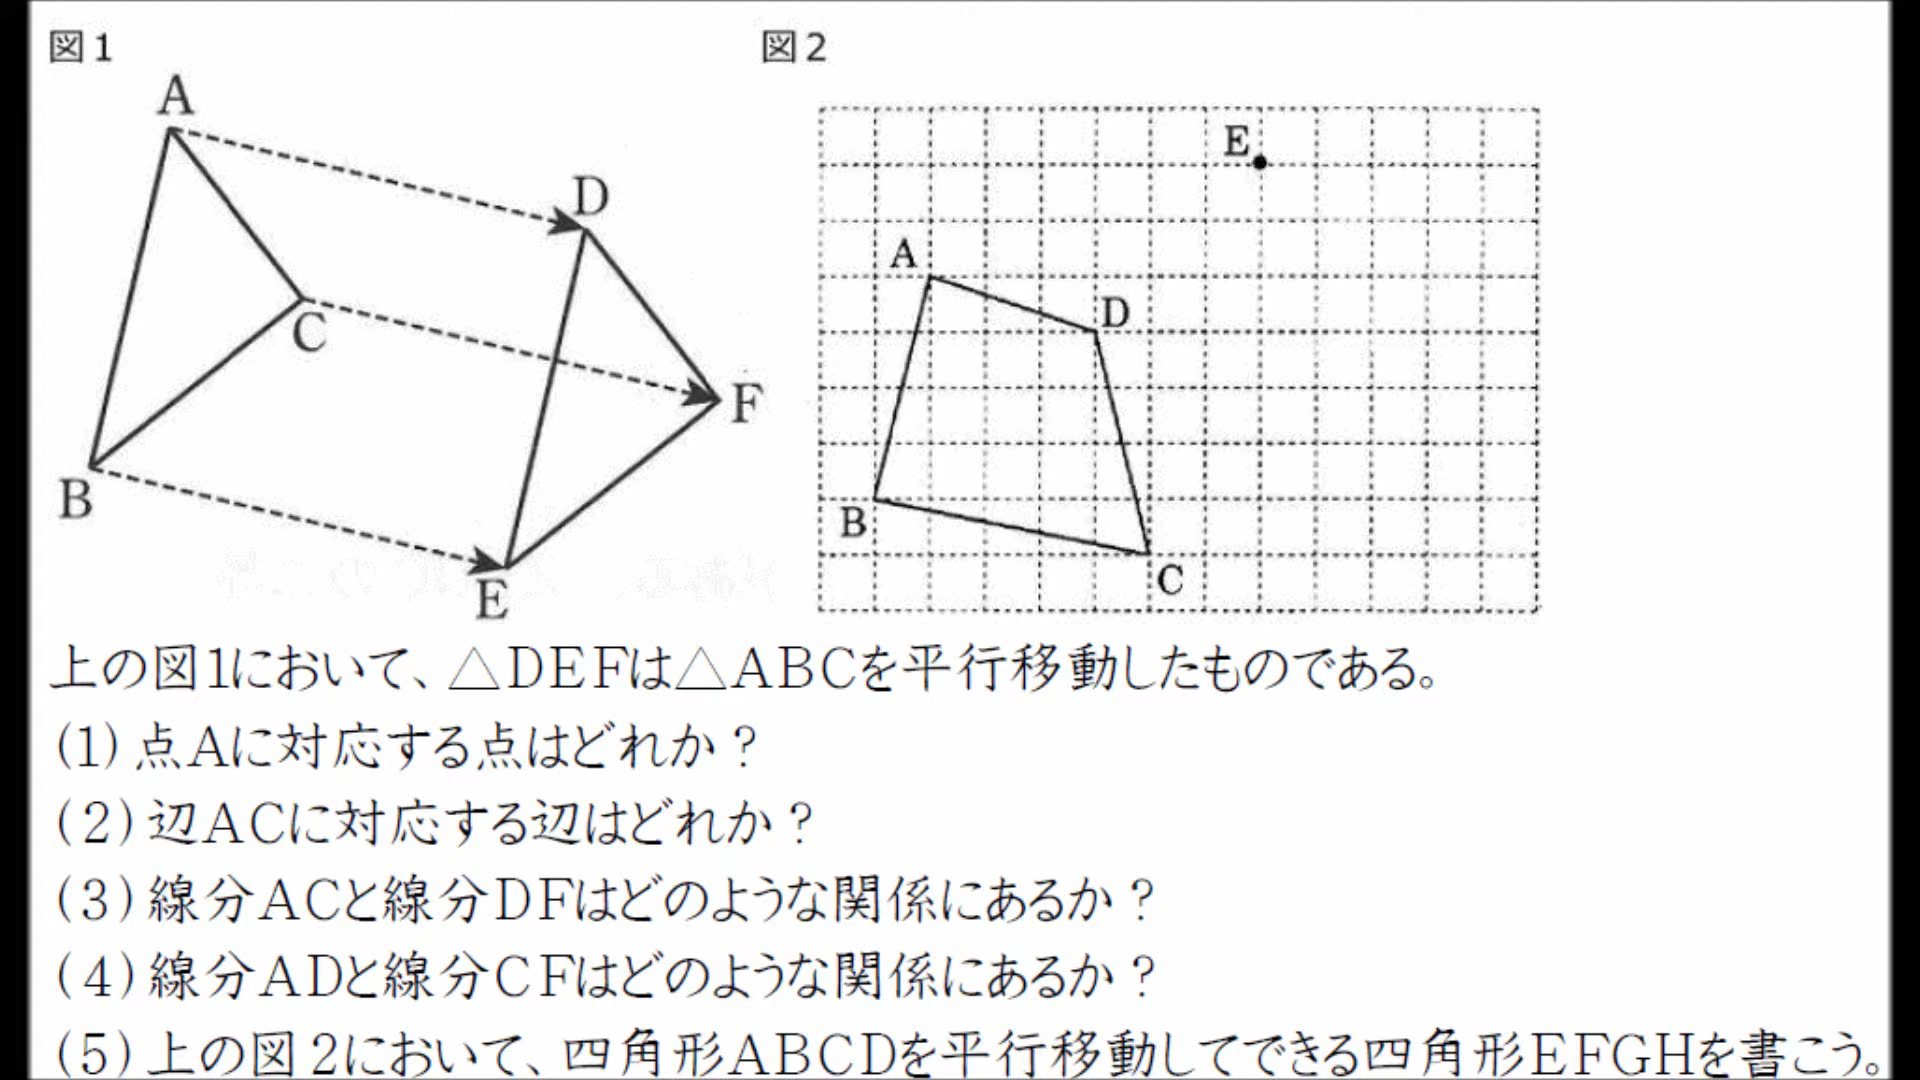 図1
図2
A
D
C
F
B
E
E
A
D
B
C
上の図1において、△DEFは△ABCを平行移動したものである。
(1)点Aに対応する点はどれか?
(2)辺ACに対応する辺はどれか?
(3)線分ACと線分DFはどのような関係にあるか?
(4)線分ADと線分CFはどのような関係にあるか?
(5)上の図2において、四角形ABCDを平行移動してできる四角形EFGHを書こう。